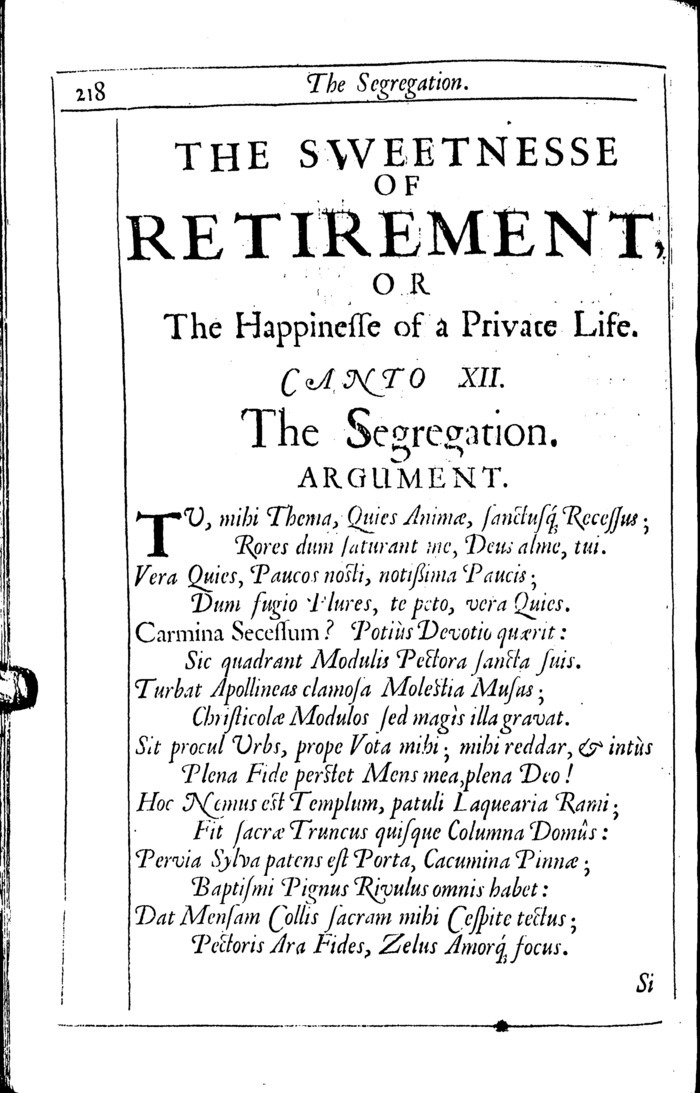 218
The Segregation.
THE SWEETNESSE
OF
RETIREMENT,
OR
The Happineſſe of a Private Life.
CANTO XII.
The Segregation.
ARGUMENT.
TU, mihi Thema, Quies Animæ, ſanctuſq́; Receſſus;
Rores dum ſaturant me, Deus alme, tui.
Vera Quies, Paucos noſti, notißima Paucis;
Dum fugio Plures, te peto, vera Quies.
Carmina Seceſſum? Potiùs Devotio quærit:
Sic quadrant Modulis Pectora ſancta ſuis.
Turbat Apollineas clamoſa Moleſtia Muſas;
Chriſticolæ Modulos ſed magìs illa gravat.
Sit procul Urbs, prope Vota mihi; mihi reddar, & intùs
Plena Fide perſtet Mens mea, plena Deo!
Hoc Nemus eſt Templum, patuli Laquearia Rami;
Fit ſacræ Truncus quiſque Columna Domûs:
Pervia Sylva patens eſt Porta, Cacumina Pinnæ;
Baptiſmi Pignus Rivulus omnis habet:
Dat Menſam Collis ſacram mihi Ceſpite tectus;
Pectoris Ara Fides, Zelus Amorq́; focus.
Si